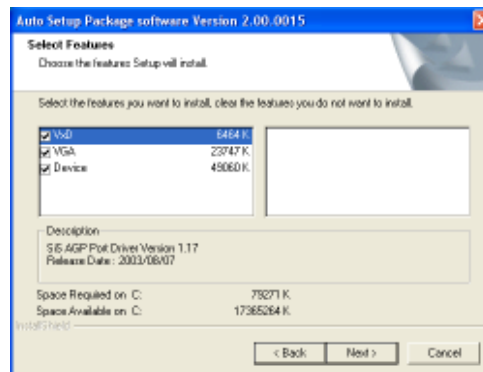 Auto Setup Package software Version 2.00.0015
Select Features
Choose the features Setup will install.
Select the features you want to install, clear the features you do not want to install.
VxD 6464 K
VGA 23747 K
Device 49060 K
Description
SiS AGP Port Driver Version 1.17
Release Date : 2003/08/07
Space Required on C: 79271 K
Space Available on C: 17365264 K
InstallShield
< Back Next > Cancel